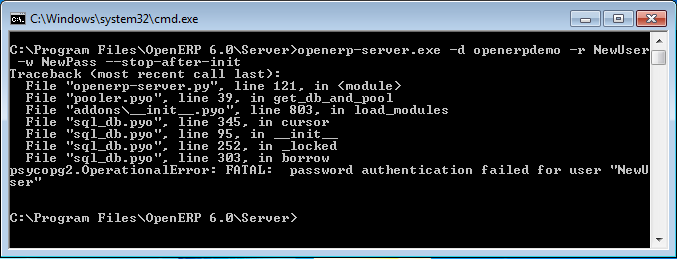 C:\Windows\system32\cmd.exe
C:\Program Files\OpenERP 6.0\Server>openerp-server.exe -d openerpdemo -r NewUser
 -w NewPass --stop-after-init
Traceback (most recent call last):
  File "openerp-server.py", line 121, in <module>
  File "pooler.pyo", line 39, in get_db_and_pool
  File "addons\__init__.pyo", line 803, in load_modules
  File "sql_db.pyo", line 345, in cursor
  File "sql_db.pyo", line 95, in __init__
  File "sql_db.pyo", line 252, in _locked
  File "sql_db.pyo", line 303, in borrow
psycopg2.OperationalError: FATAL:  password authentication failed for user "NewU
ser"
C:\Program Files\OpenERP 6.0\Server>